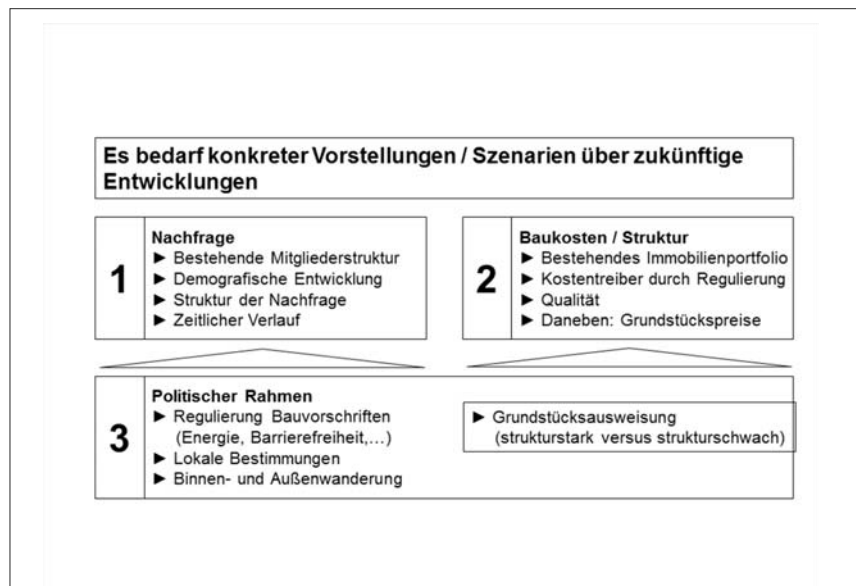 Es bedarf konkreter Vorstellungen / Szenarien über zukünftige
Entwicklungen
1
Nachfrage
► Bestehende Mitgliederstruktur
► Demografische Entwicklung
► Struktur der Nachfrage
► Zeitlicher Verlauf
2
Baukosten / Struktur
► Bestehendes Immobilienportfolio
► Kostentreiber durch Regulierung
► Qualität
► Daneben: Grundstückspreise
3
Politischer Rahmen
► Regulierung Bauvorschriften
(Energie, Barrierefreiheit,…)
► Lokale Bestimmungen
► Binnen- und Außenwanderung
► Grundstücksausweisung
(strukturstark versus strukturschwach)